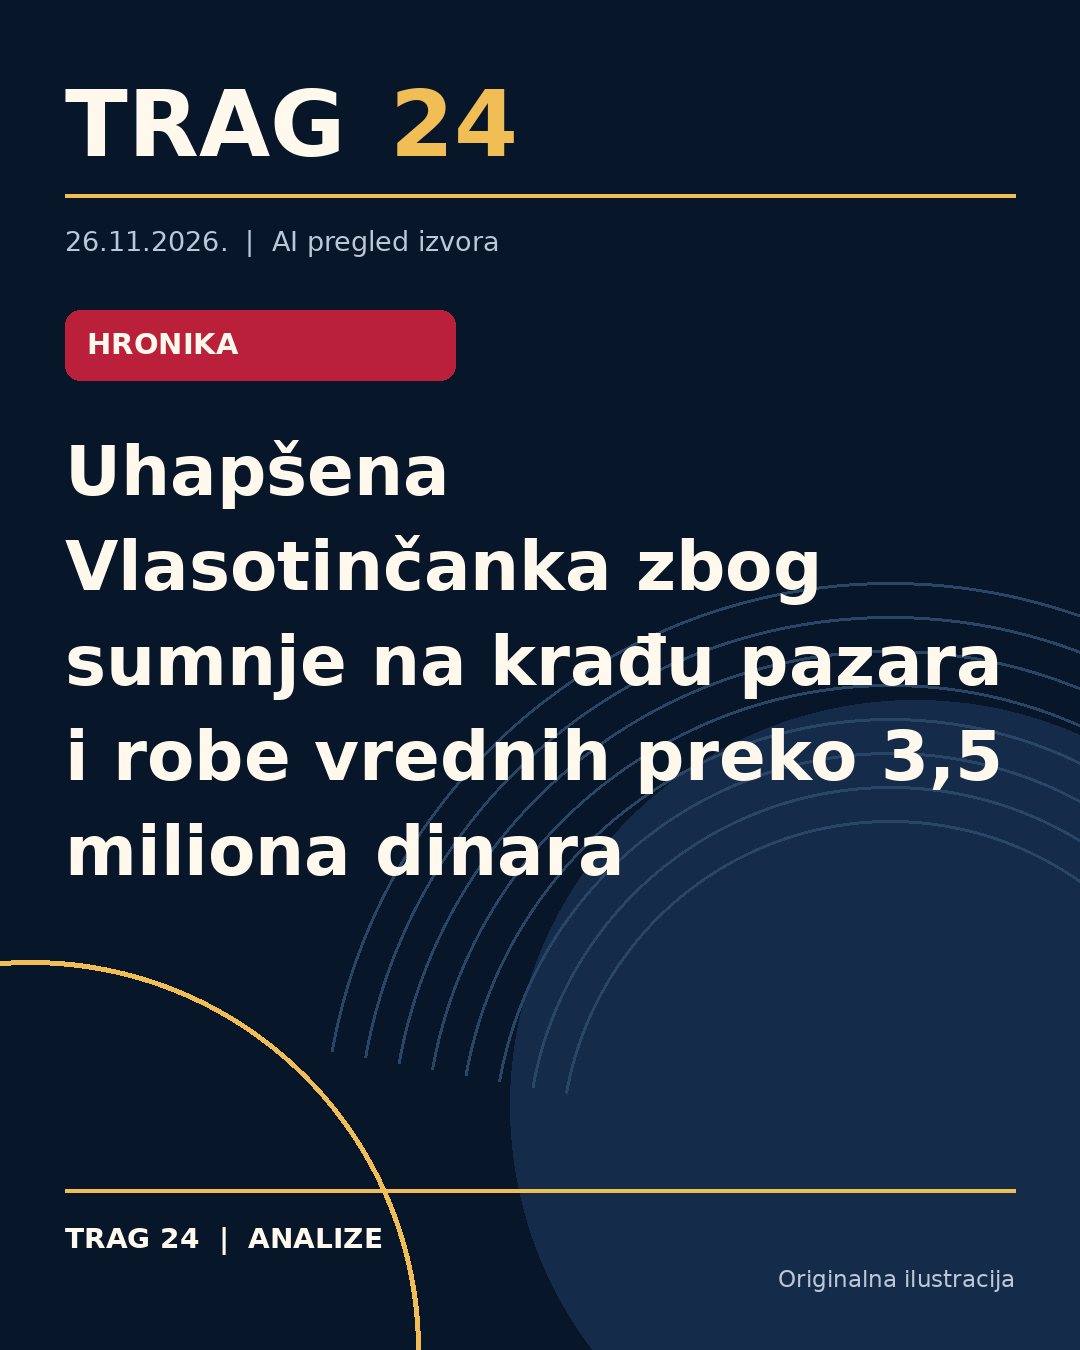 TRAG 24
26.11.2026. | AI pregled izvora
HRONIKA
Uhapšena
Vlasotinčanka zbog
sumnje na krađu pazara
i robe vrednih preko 3,5
miliona dinara
TRAG 24 | ANALIZE
Originalna ilustracija